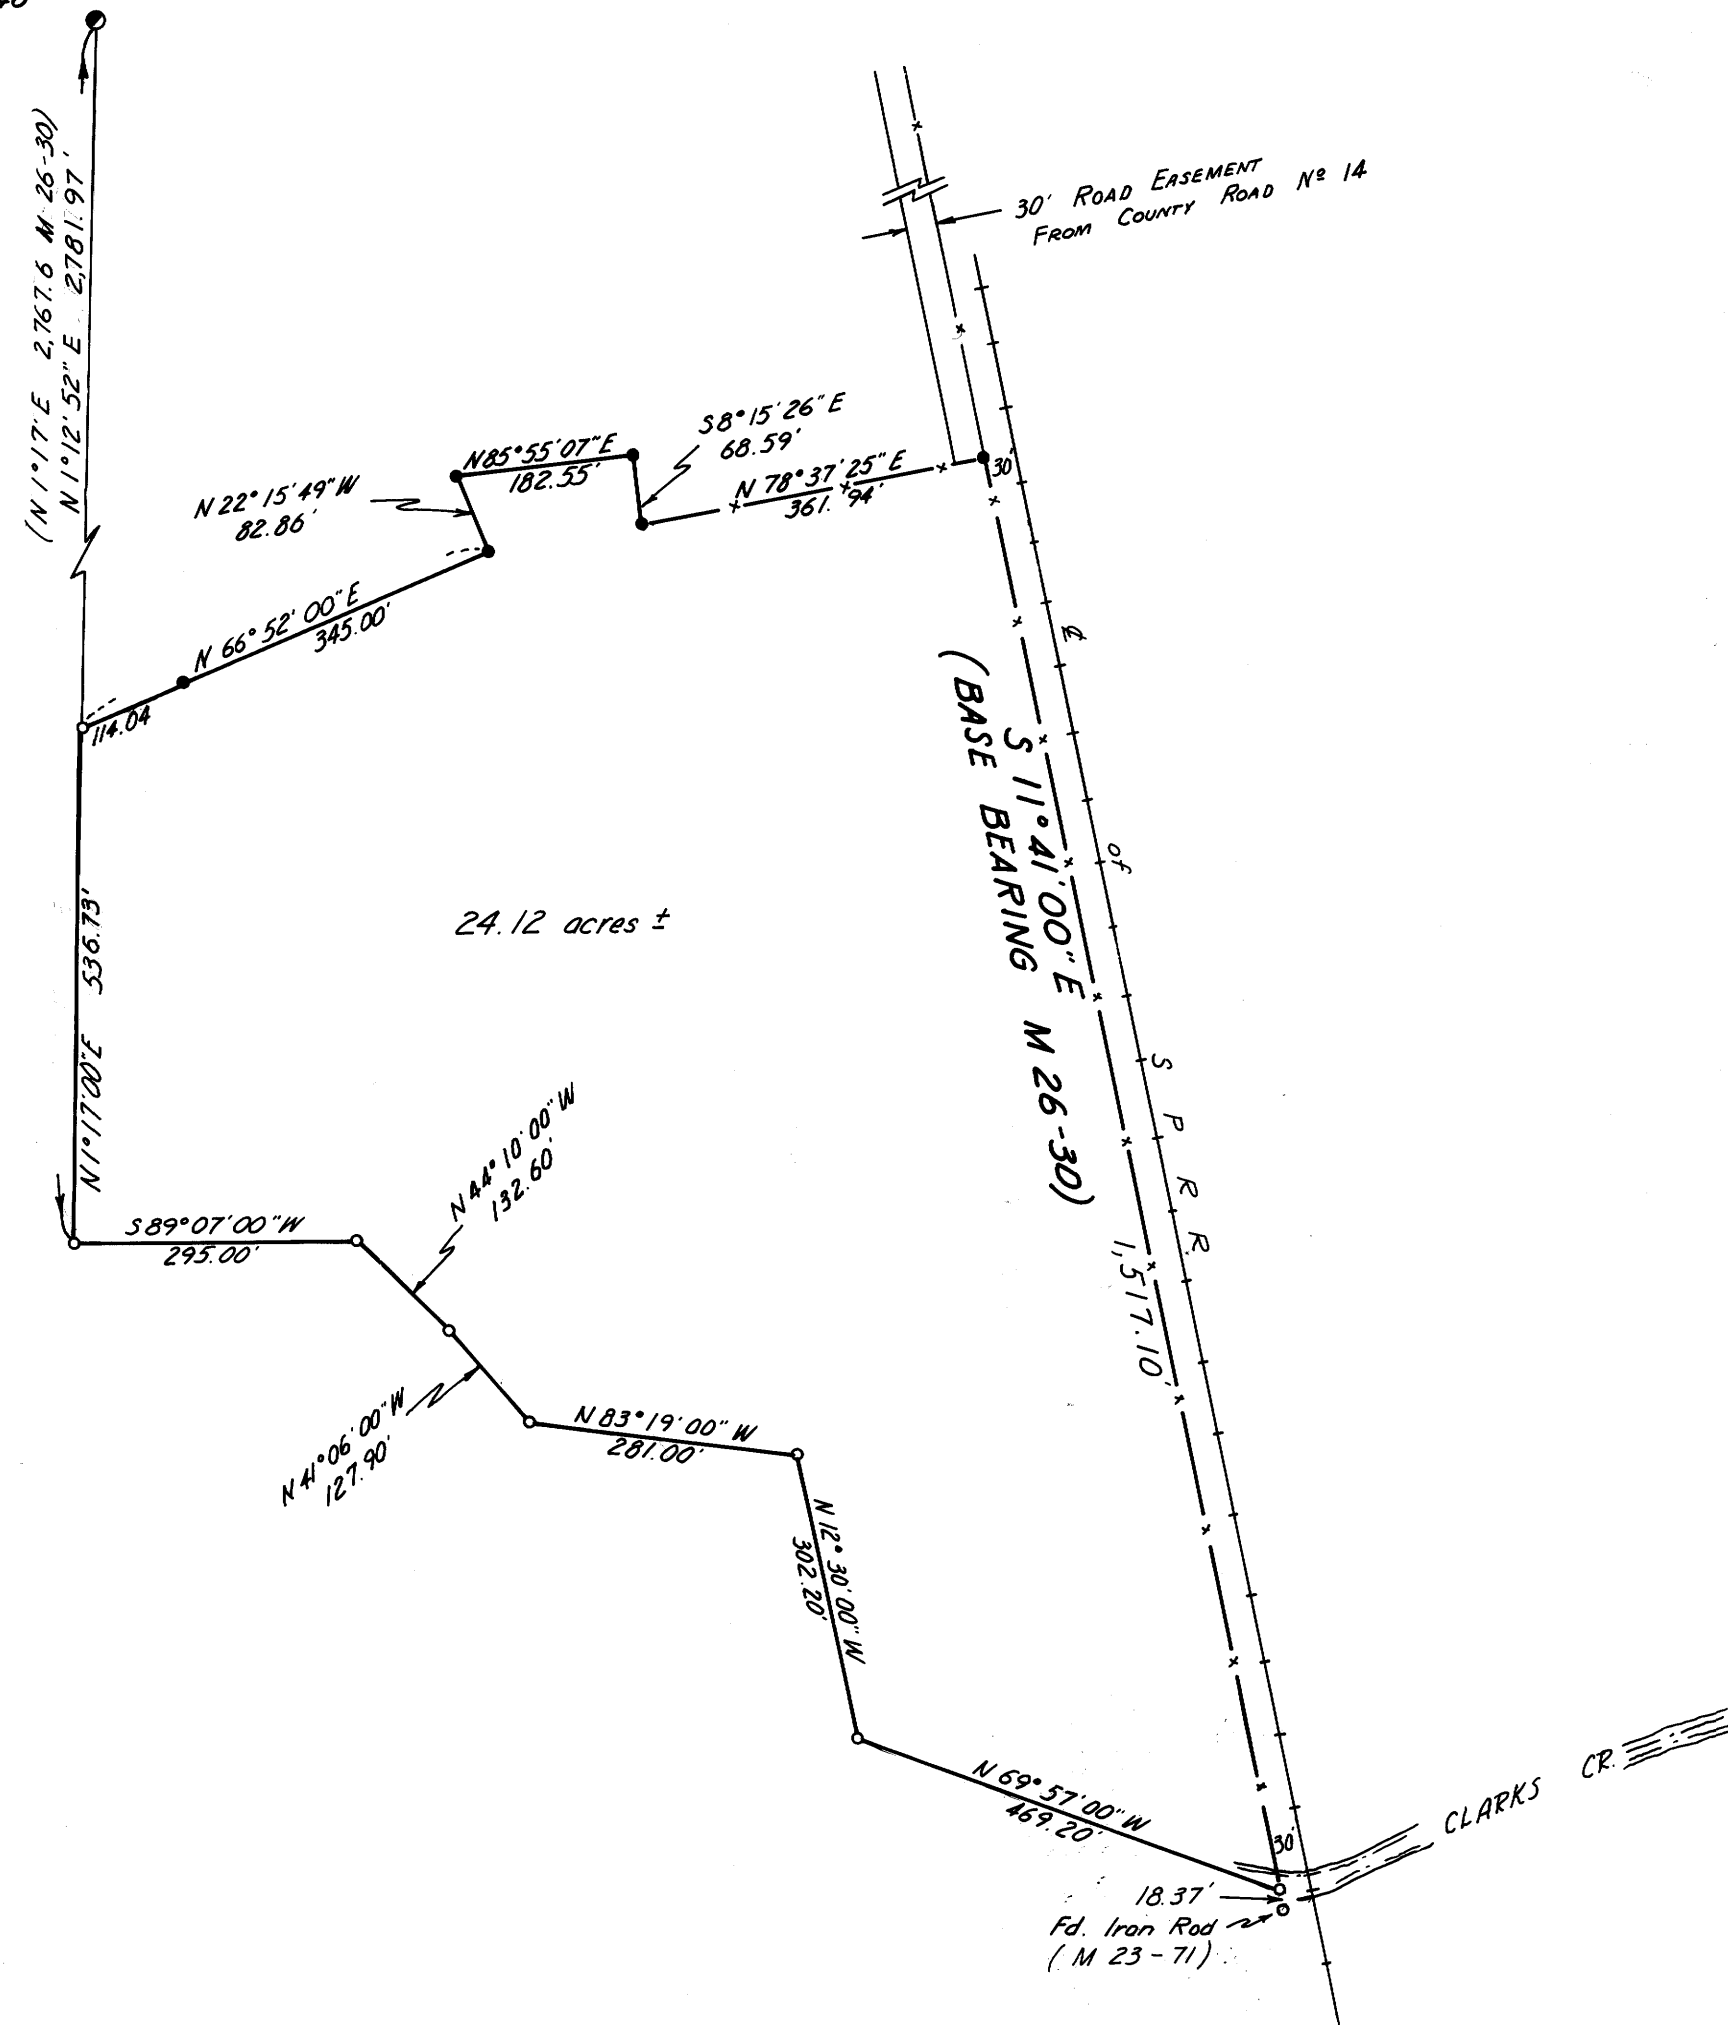 (N 1°17' E 2,767.6 M 26-30)
N 1°12'52" E 2,781.97'
30' ROAD EASEMENT
FROM COUNTY ROAD Nº 14
S 8°15'26" E
68.59'
N 85°55'07" E
182.55'
N 78°37'25" E
361.94'
30'
N 22°15'49" W
82.86'
N 66°52'00" E
345.00'
114.04
℄ of S P R R.
S 11°41'00" E
(BASE BEARING M 26-30)
1,517.10'
24.12 acres ±
N 1°17'00" E 536.73'
S 89°07'00" W
295.00'
N 44°10'00" W
132.60'
N 41°06'00" W
127.90'
N 83°19'00" W
281.00'
N 12°30'00" W
302.20'
N 69°57'00" W
469.20'
30'
CLARKS CR.
18.37'
Fd. Iron Rod
(M 23-71)